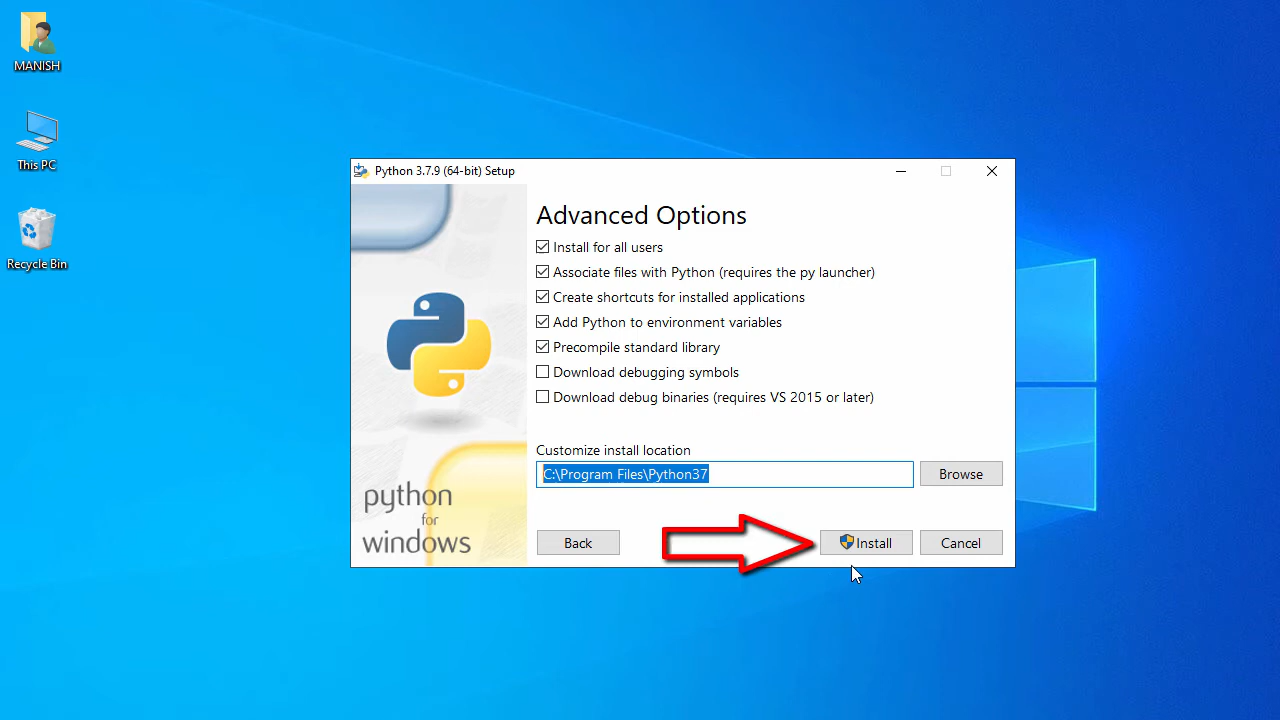 MANISH
This PC
Recycle Bin
Python 3.7.9 (64-bit) Setup
Advanced Options
Install for all users
Associate files with Python (requires the py launcher)
Create shortcuts for installed applications
Add Python to environment variables
Precompile standard library
Download debugging symbols
Download debug binaries (requires VS 2015 or later)
Customize install location
C:\Program Files\Python37
Browse
python
for
windows
Back
Install
Cancel